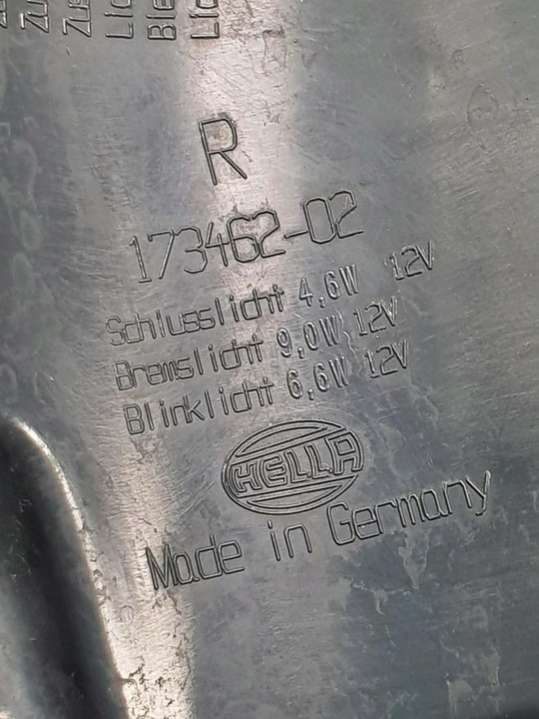 R
173462-02
Schlusslicht 4,6W 12V
Bremslicht 9,0W 12V
Blinklicht 6,6W 12V
HELLA
Made in Germany